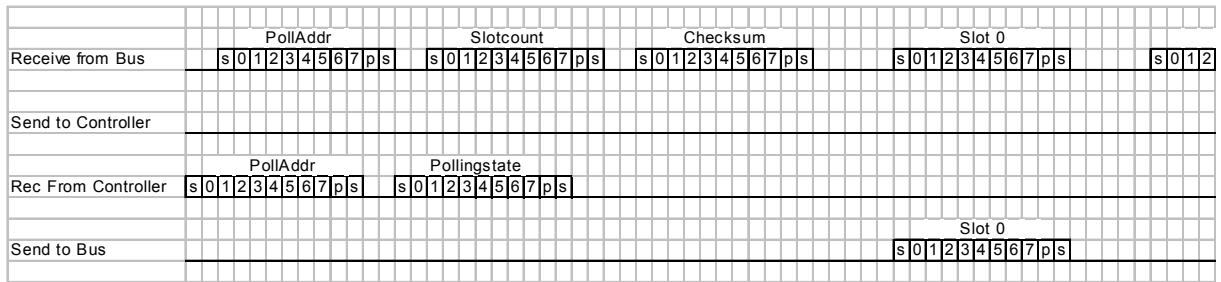 PollAddr Slotcount Checksum Slot 0
Receive from Bus s 0 1 2 3 4 5 6 7 p s s 0 1 2 3 4 5 6 7 p s s 0 1 2 3 4 5 6 7 p s s 0 1 2 3 4 5 6 7 p s s 0 1 2
Send to Controller
PollAddr Pollingstate
Rec From Controller s 0 1 2 3 4 5 6 7 p s s 0 1 2 3 4 5 6 7 p s
Slot 0
Send to Bus s 0 1 2 3 4 5 6 7 p s